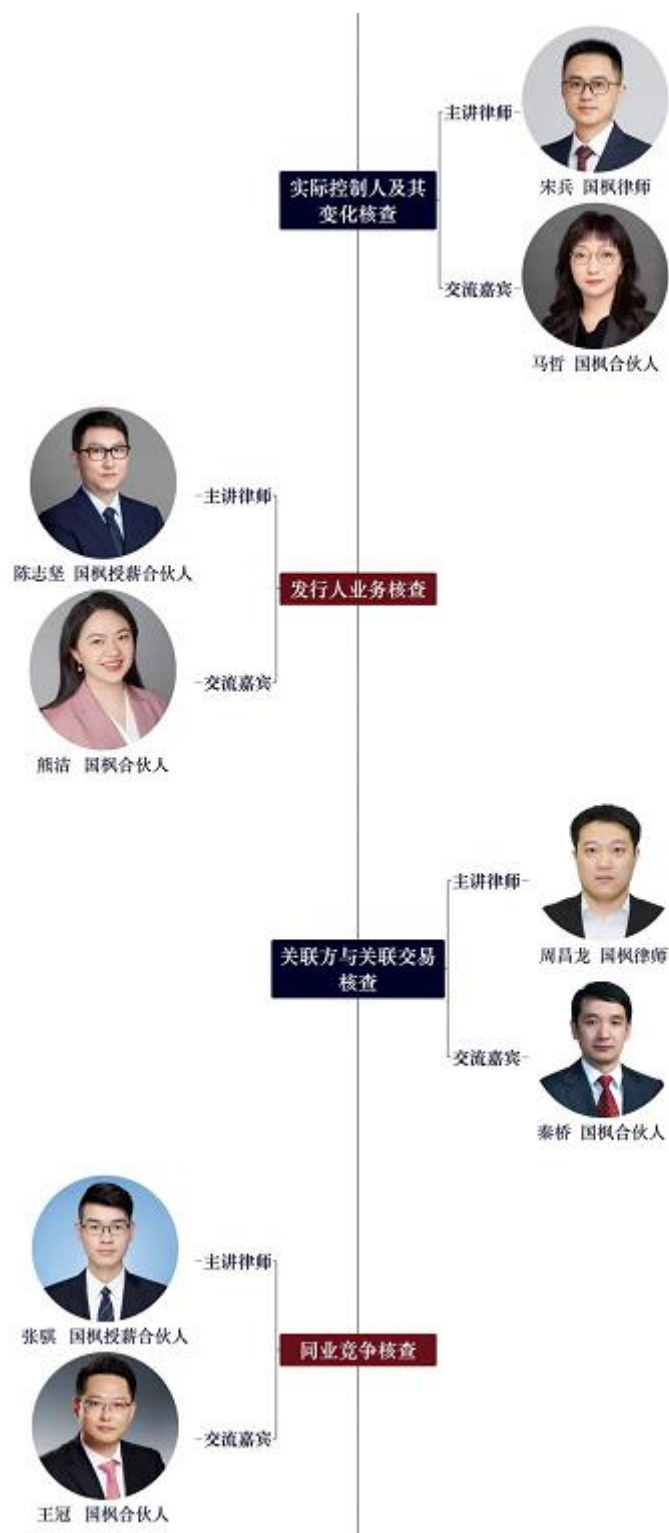 主讲律师
宋兵 国枫律师
实际控制人及其
变化核查
交流嘉宾
马哲 国枫合伙人
主讲律师
陈志坚 国枫授薪合伙人
发行人业务核查
交流嘉宾
熊洁 国枫合伙人
主讲律师
周昌龙 国枫律师
关联方与关联交易
核查
交流嘉宾
秦桥 国枫合伙人
主讲律师
张骐 国枫授薪合伙人
同业竞争核查
交流嘉宾
王冠 国枫合伙人